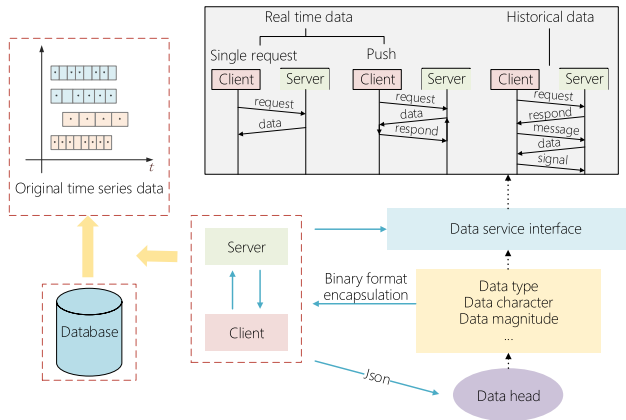 Real time data
Historical data
Single request
Push
Client
Server
Client
Server
Client
Server
request
data
request
data
respond
request
respond
message
data
signal
t
Original time series data
Server
Client
Database
Data service interface
Binary format
encapsulation
Data type
Data character
Data magnitude
...
Json
Data head